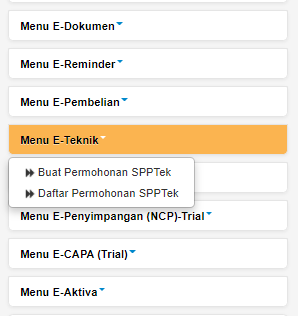 Menu E-Dokumen
Menu E-Reminder
Menu E-Pembelian
Menu E-Teknik
Buat Permohonan SPPTek
Daftar Permohonan SPPTek
Menu E-Penyimpangan (NCP)-Trial
Menu E-CAPA (Trial)
Menu E-Aktiva